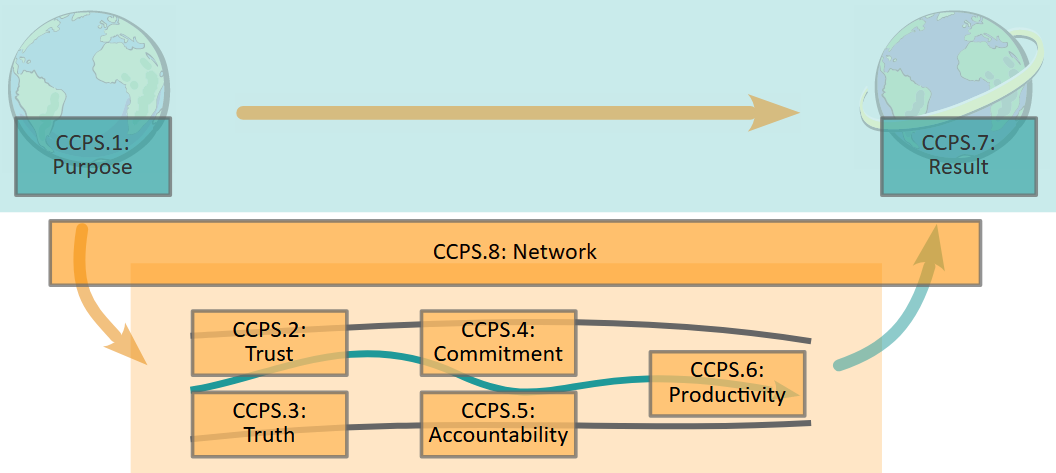 CCPS.1:
Purpose
CCPS.7:
Result
CCPS.8: Network
CCPS.2:
Trust
CCPS.4:
Commitment
CCPS.6:
Productivity
CCPS.3:
Truth
CCPS.5:
Accountability